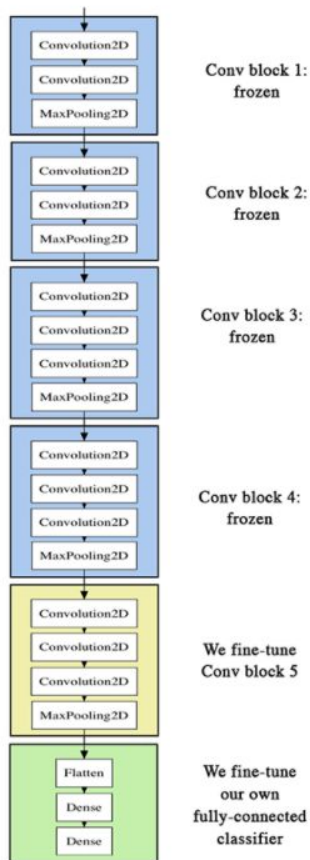 Convolution2D
Convolution2D
MaxPooling2D
Conv block 1:
frozen
Convolution2D
Convolution2D
MaxPooling2D
Conv block 2:
frozen
Convolution2D
Convolution2D
Convolution2D
MaxPooling2D
Conv block 3:
frozen
Convolution2D
Convolution2D
Convolution2D
MaxPooling2D
Conv block 4:
frozen
Convolution2D
Convolution2D
Convolution2D
MaxPooling2D
We fine-tune
Conv block 5
Flatten
Dense
Dense
We fine-tune
our own
fully-connected
classifier